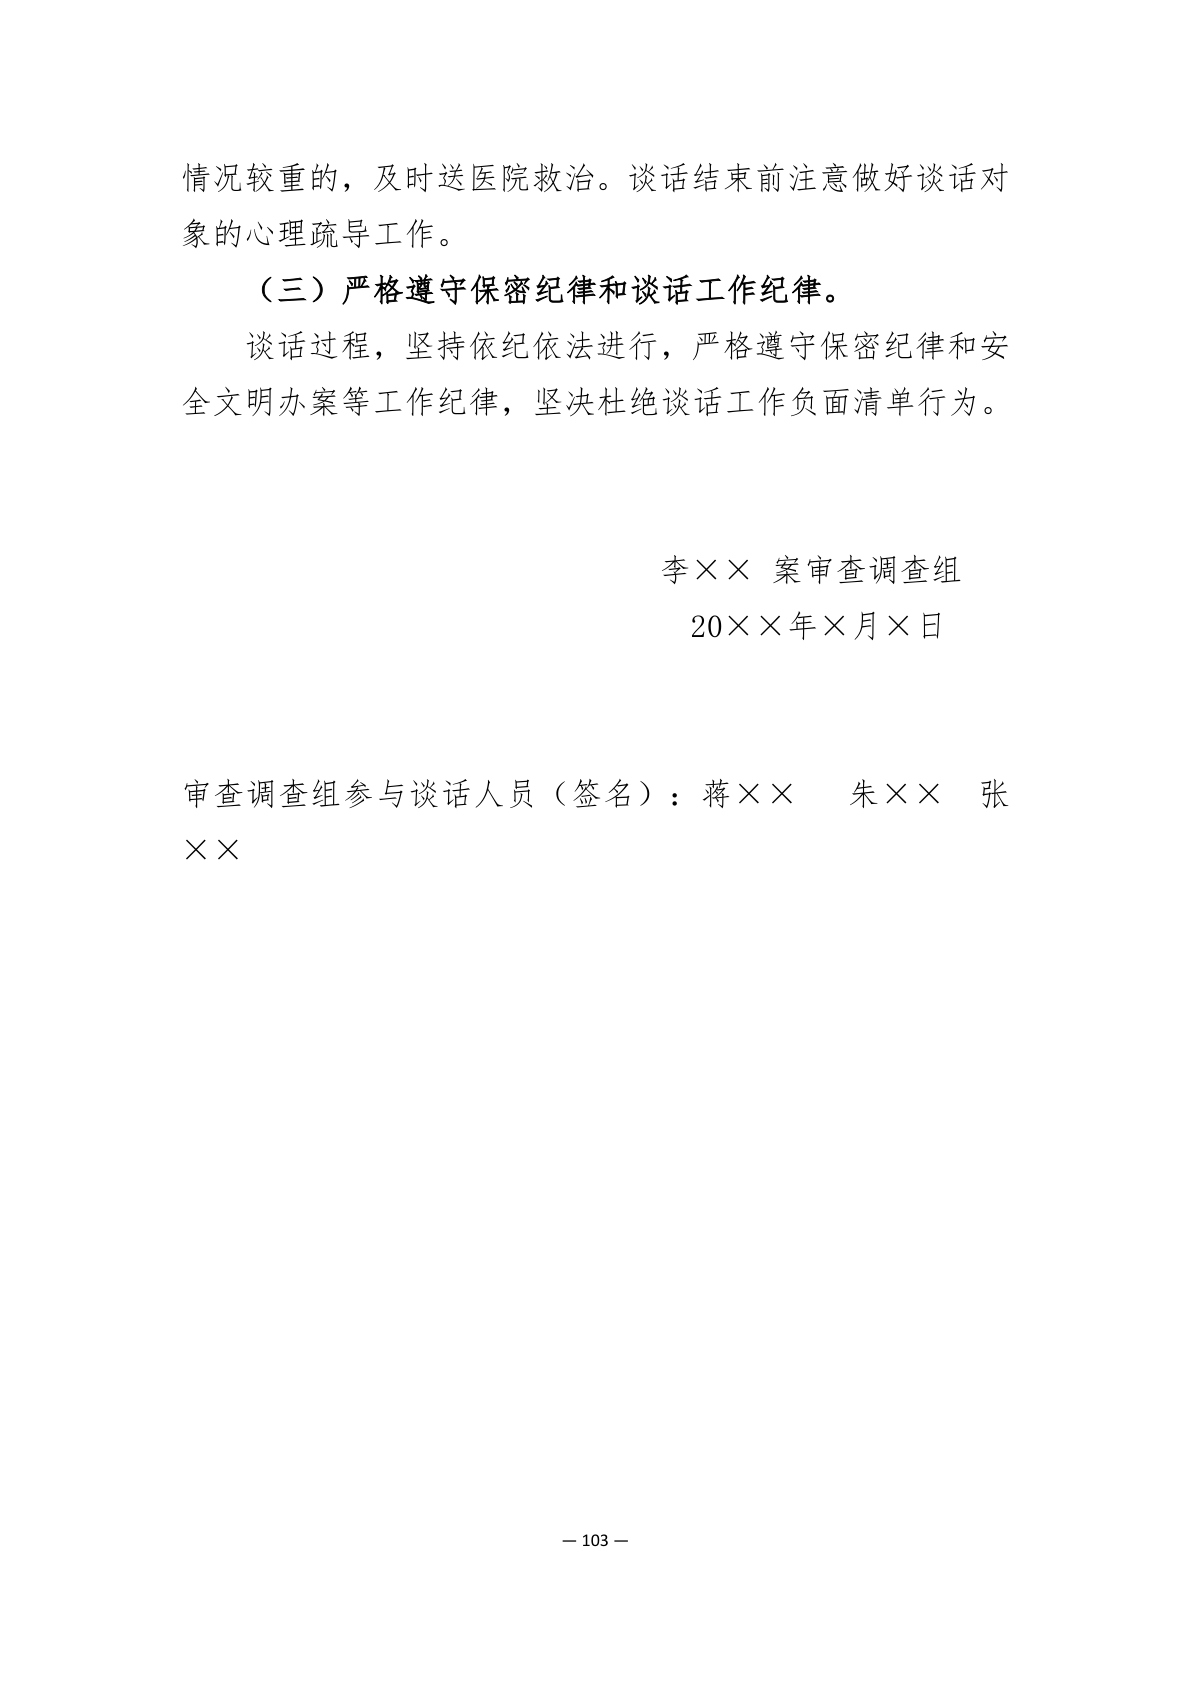 情况较重的，及时送医院救治。谈话结束前注意做好谈话对
象的心理疏导工作。
（三）严格遵守保密纪律和谈话工作纪律。
谈话过程，坚持依纪依法进行，严格遵守保密纪律和安
全文明办案等工作纪律，坚决杜绝谈话工作负面清单行为。
李×× 案审查调查组
20××年×月×日
审查调查组参与谈话人员（签名）：蒋×× 朱×× 张
××
— 103 —